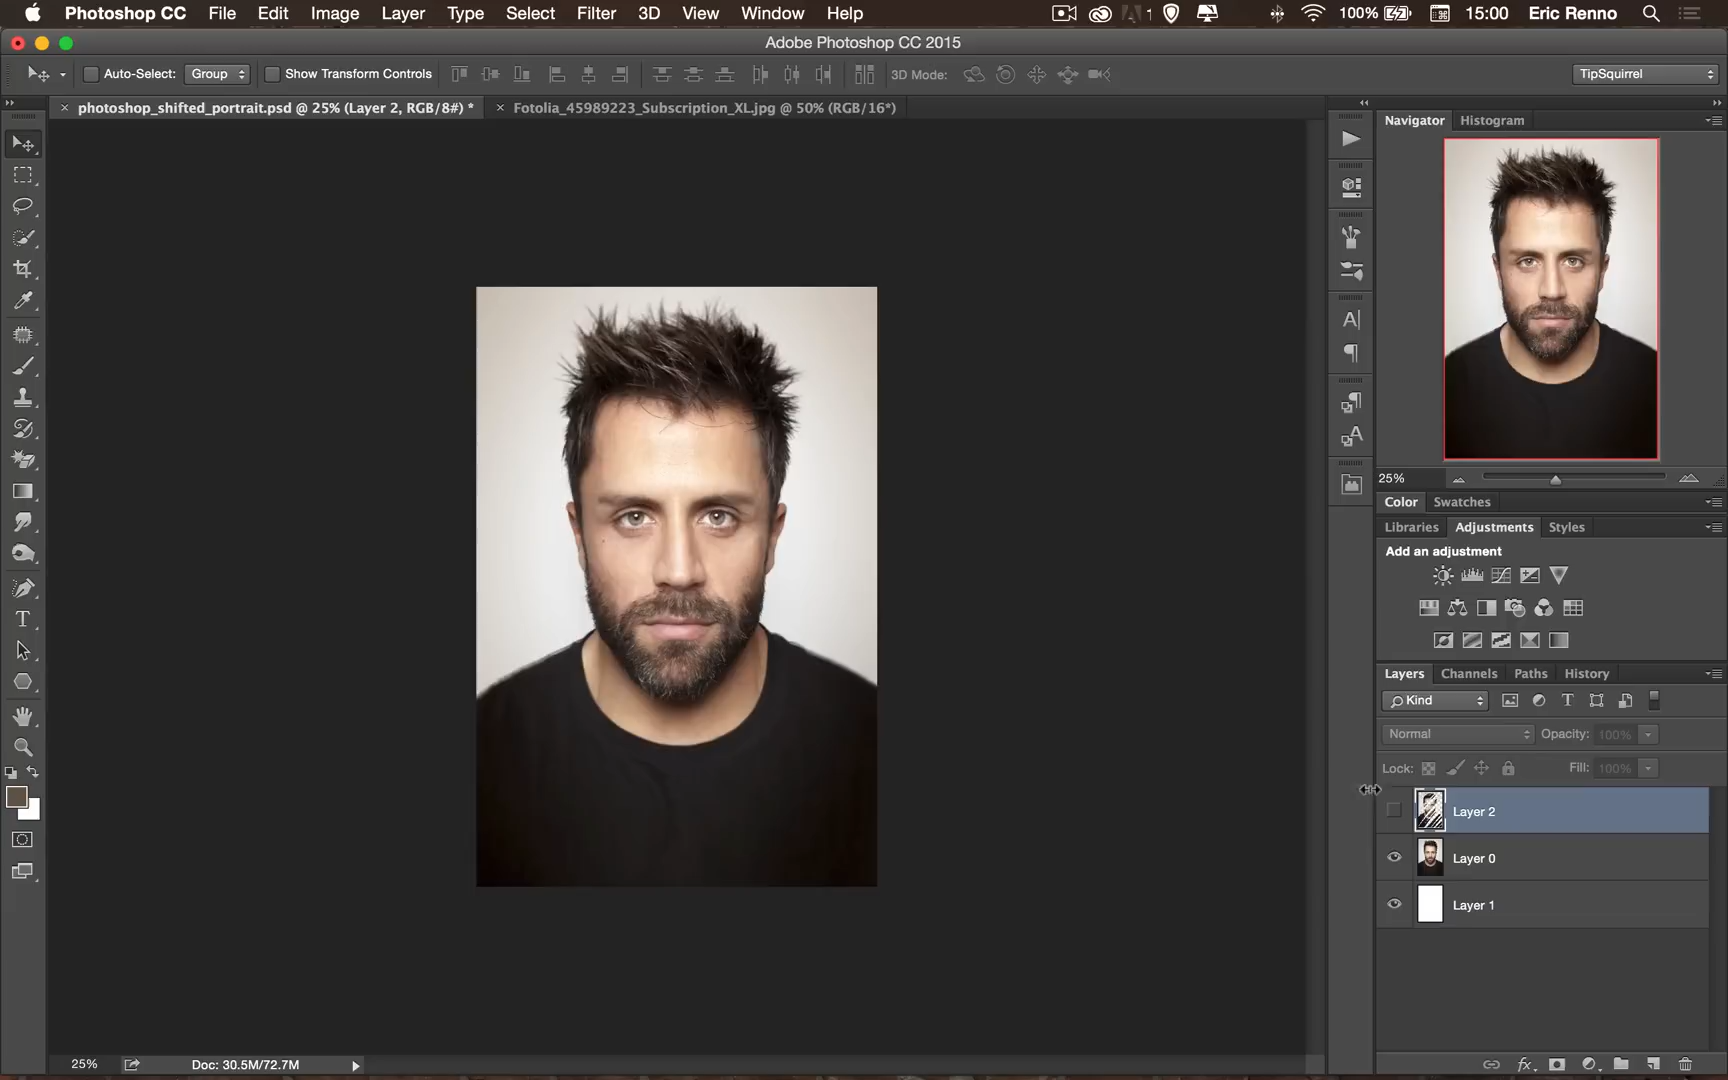 Photoshop CC File Edit Image Layer Type Select Filter 3D View Window Help 1 100% 15:00 Eric Renno
Adobe Photoshop CC 2015
Auto-Select: Group Show Transform Controls 3D Mode: TipSquirrel
photoshop_shifted_portrait.psd @ 25% (Layer 2, RGB/8#) * Fotolia_45989223_Subscription_XL.jpg @ 50% (RGB/16*)
Navigator Histogram
25%
Color Swatches
Libraries Adjustments Styles
Add an adjustment
Layers Channels Paths History
Kind
Normal Opacity: 100%
Lock: Fill: 100%
Layer 2
Layer 0
Layer 1
25% Doc: 30.5M/72.7M